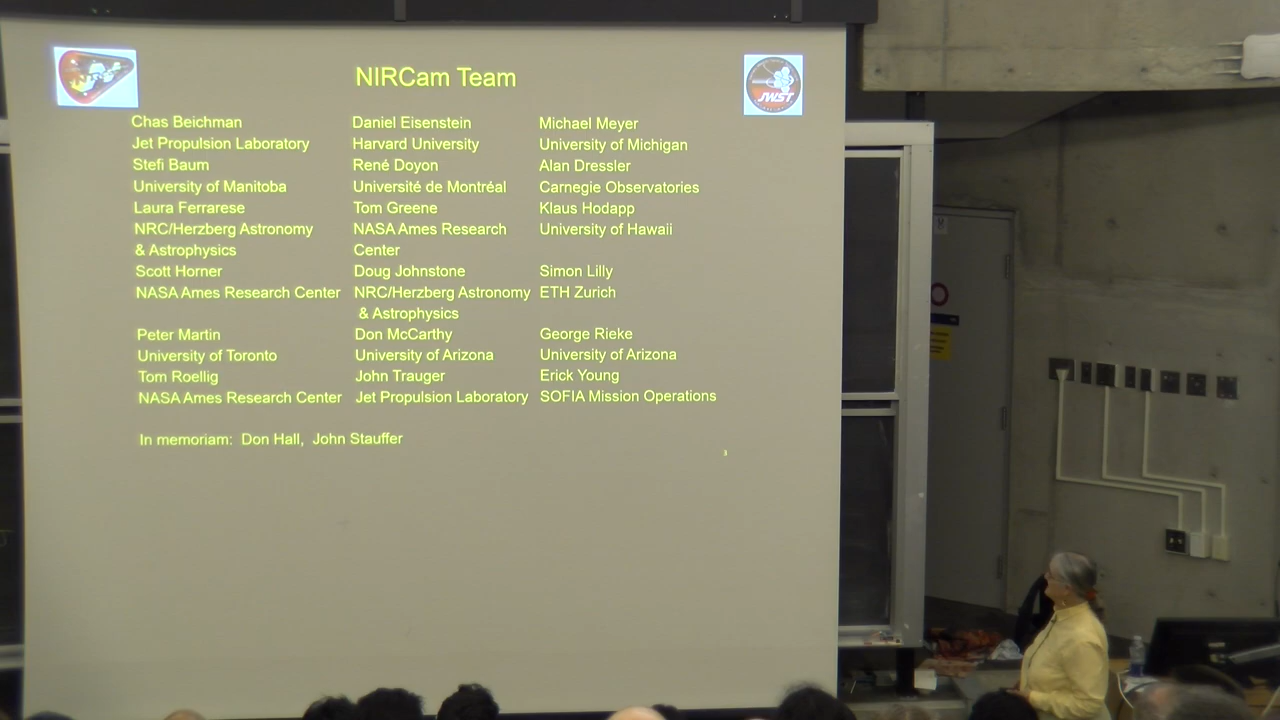 NIRCam Team
JWST
Chas Beichman
Jet Propulsion Laboratory
Stefi Baum
University of Manitoba
Laura Ferrarese
NRC/Herzberg Astronomy
& Astrophysics
Scott Horner
NASA Ames Research Center
Peter Martin
University of Toronto
Tom Roellig
NASA Ames Research Center
Daniel Eisenstein
Harvard University
René Doyon
Université de Montréal
Tom Greene
NASA Ames Research
Center
Doug Johnstone
NRC/Herzberg Astronomy
& Astrophysics
Don McCarthy
University of Arizona
John Trauger
Jet Propulsion Laboratory
Michael Meyer
University of Michigan
Alan Dressler
Carnegie Observatories
Klaus Hodapp
University of Hawaii
Simon Lilly
ETH Zurich
George Rieke
University of Arizona
Erick Young
SOFIA Mission Operations
In memoriam: Don Hall, John Stauffer